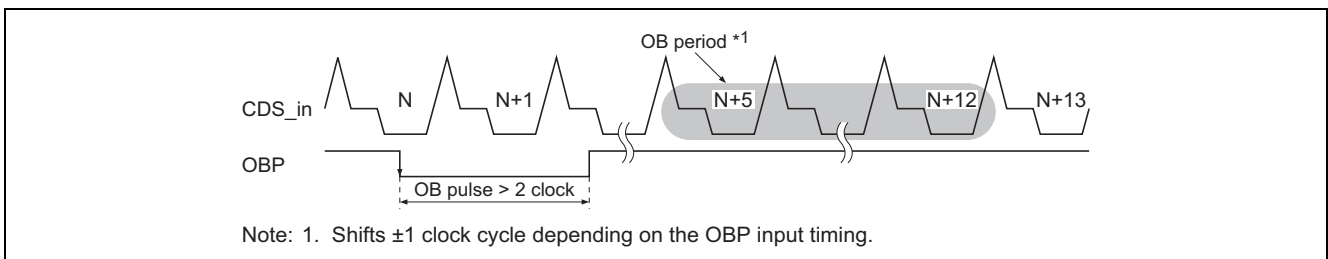 OB period *1
CDS_in N N+1 N+5 N+12 N+13
OBP
OB pulse > 2 clock
Note: 1. Shifts ±1 clock cycle depending on the OBP input timing.